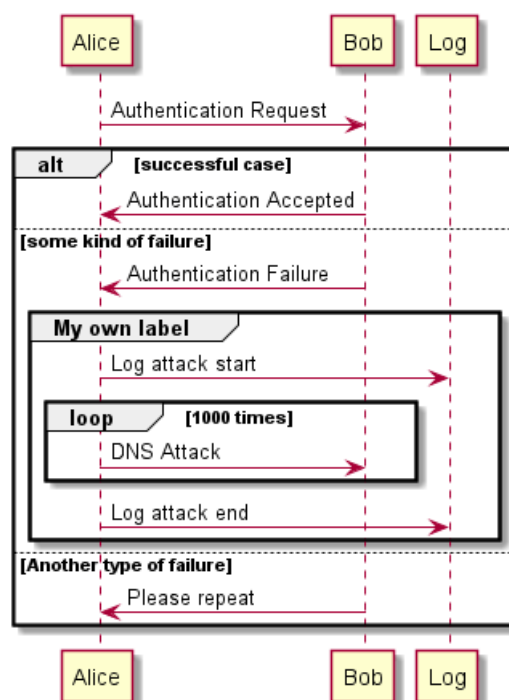 Alice Bob Log
Authentication Request
alt [successful case]
Authentication Accepted
[some kind of failure]
Authentication Failure
My own label
Log attack start
loop [1000 times]
DNS Attack
Log attack end
[Another type of failure]
Please repeat
Alice Bob Log